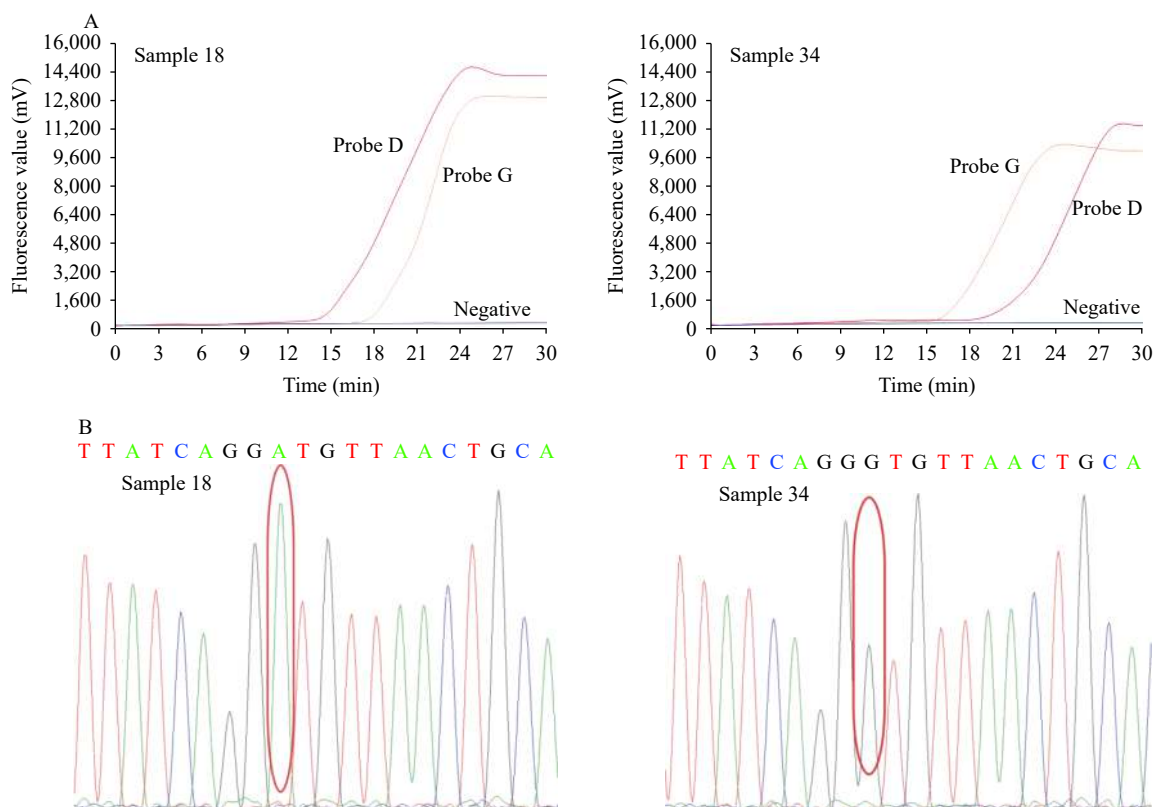 A
Sample 18
Fluorescence value (mV)
16,000
14,400
12,800
11,200
9,600
8,000
6,400
4,800
3,200
1,600
0
Probe D
Probe G
Negative
0 3 6 9 12 15 18 21 24 27 30
Time (min)
Sample 34
Fluorescence value (mV)
16,000
14,400
12,800
11,200
9,600
8,000
6,400
4,800
3,200
1,600
0
Probe G
Probe D
Negative
0 3 6 9 12 15 18 21 24 27 30
Time (min)
B
T T A T C A G G A T G T T A A C T G C A
Sample 18
T T A T C A G G G T G T T A A C T G C A
Sample 34